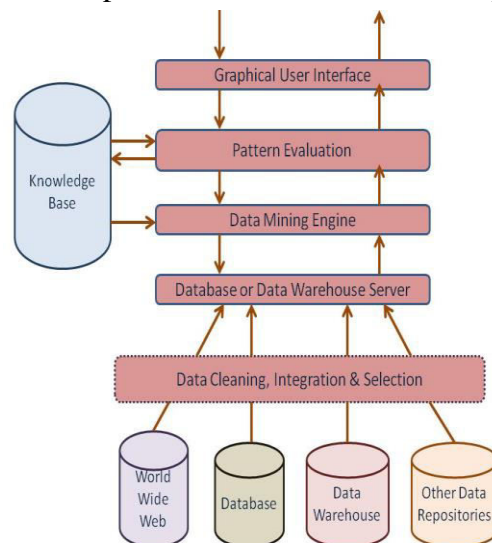 Graphical User Interface
Pattern Evaluation
Knowledge
Base
Data Mining Engine
Database or Data Warehouse Server
Data Cleaning, Integration & Selection
World
Wide
Web
Database
Data
Warehouse
Other Data
Repositories